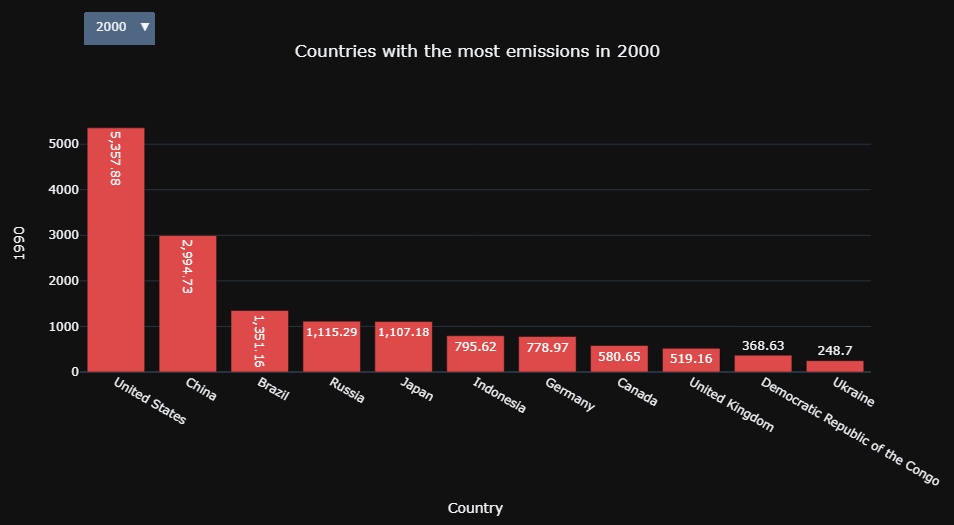 2000 ▼
Countries with the most emissions in 2000
1990
5000
4000
3000
2000
1000
0
5,357.88
2,994.73
1,351.16
1,115.29
1,107.18
795.62
778.97
580.65
519.16
368.63
248.7
United States
China
Brazil
Russia
Japan
Indonesia
Germany
Canada
United Kingdom
Democratic Republic of the Congo
Ukraine
Country